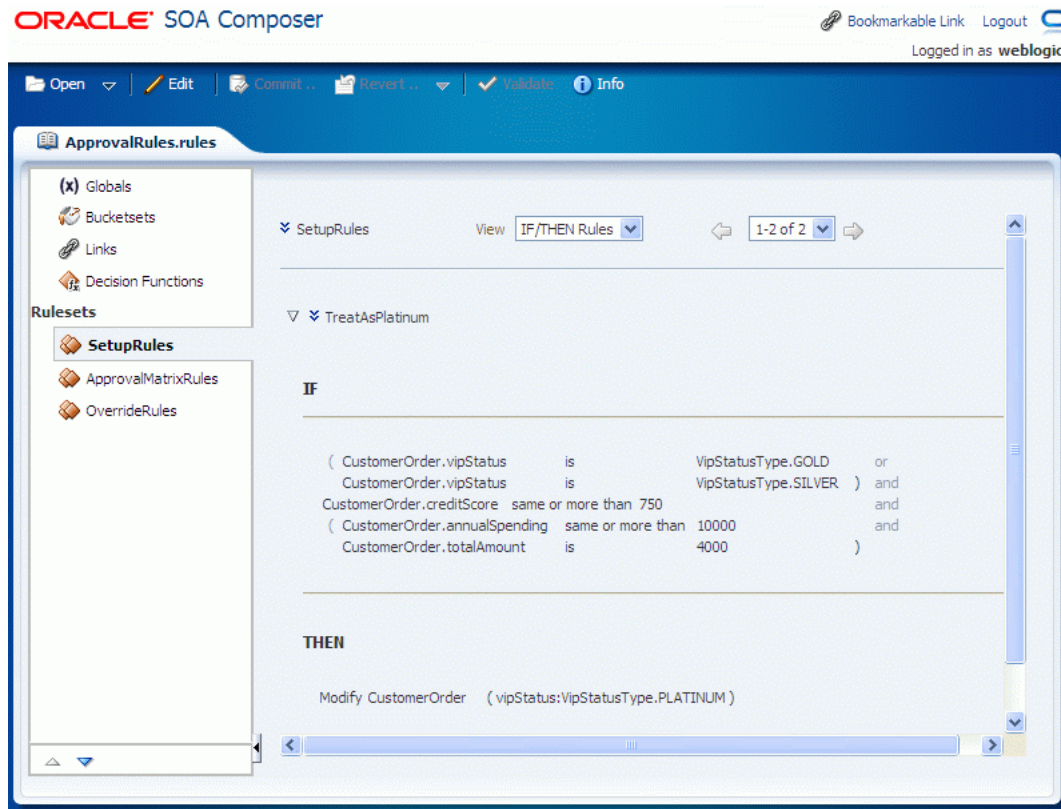 ORACLE SOA Composer
Bookmarkable Link Logout
Logged in as weblogic
Open Edit Commit .. Revert .. Validate Info
ApprovalRules.rules
(x) Globals
Bucketsets
Links
Decision Functions
Rulesets
SetupRules
ApprovalMatrixRules
OverrideRules
SetupRules View IF/THEN Rules 1-2 of 2
TreatAsPlatinum
IF
( CustomerOrder.vipStatus is VipStatusType.GOLD or
CustomerOrder.vipStatus is VipStatusType.SILVER ) and
CustomerOrder.creditScore same or more than 750 and
( CustomerOrder.annualSpending same or more than 10000 and
CustomerOrder.totalAmount is 4000 )
THEN
Modify CustomerOrder ( vipStatus:VipStatusType.PLATINUM )